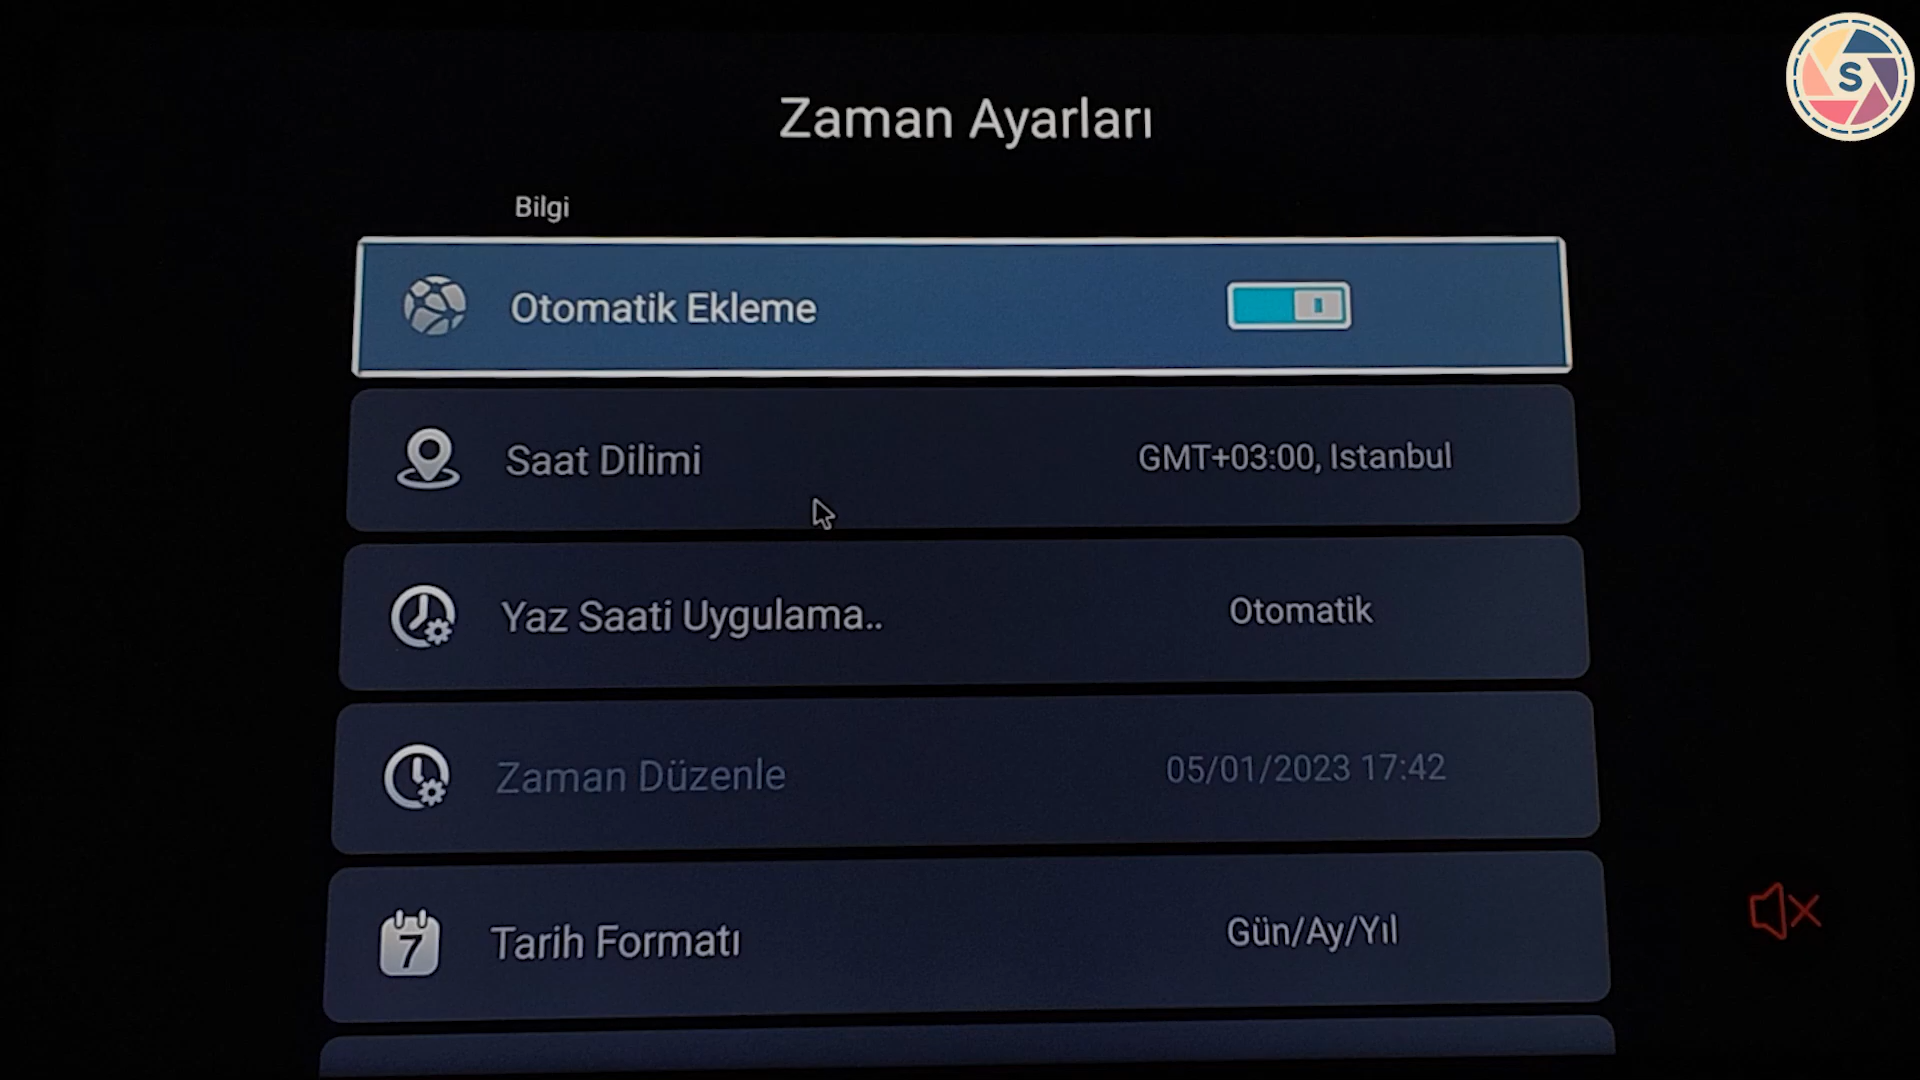 S
Zaman Ayarları
Bilgi
Otomatik Ekleme
Saat Dilimi GMT+03:00, Istanbul
Yaz Saati Uygulama.. Otomatik
Zaman Düzenle 05/01/2023 17:42
7 Tarih Formatı Gün/Ay/Yıl